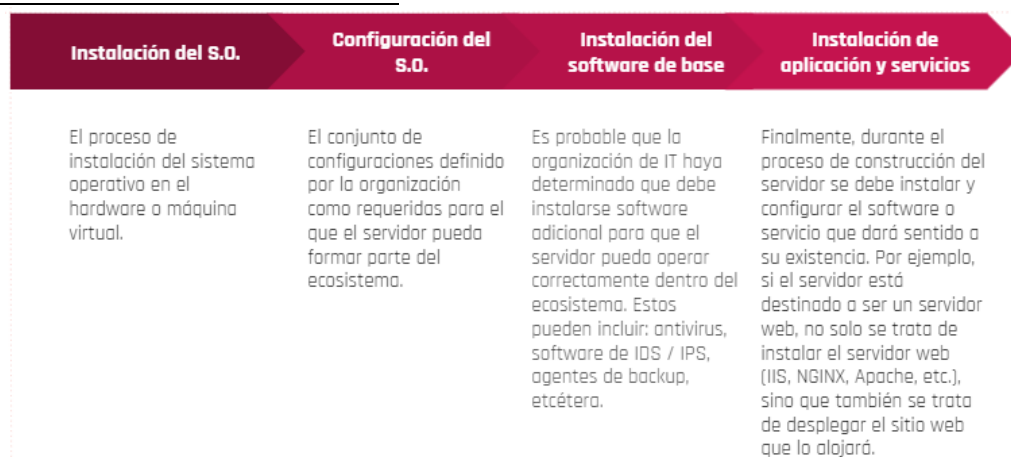 Instalación del S.O.
Configuración del
S.O.
Instalación del
software de base
Instalación de
aplicación y servicios
El proceso de
instalación del sistema
operativo en el
hardware o máquina
virtual.
El conjunto de
configuraciones definido
por la organización
como requeridas para el
que el servidor pueda
formar parte del
ecosistema.
Es probable que la
organización de IT haya
determinado que debe
instalarse software
adicional para que el
servidor pueda operar
correctamente dentro del
ecosistema. Estos
pueden incluir: antivirus,
software de IDS / IPS,
agentes de backup,
etcétera.
Finalmente, durante el
proceso de construcción del
servidor se debe instalar y
configurar el software o
servicio que dará sentido a
su existencia. Por ejemplo,
si el servidor está
destinado a ser un servidor
web, no solo se trata de
instalar el servidor web
(IIS, NGINX, Apache, etc.),
sino que también se trata
de desplegar el sitio web
que lo alojará.